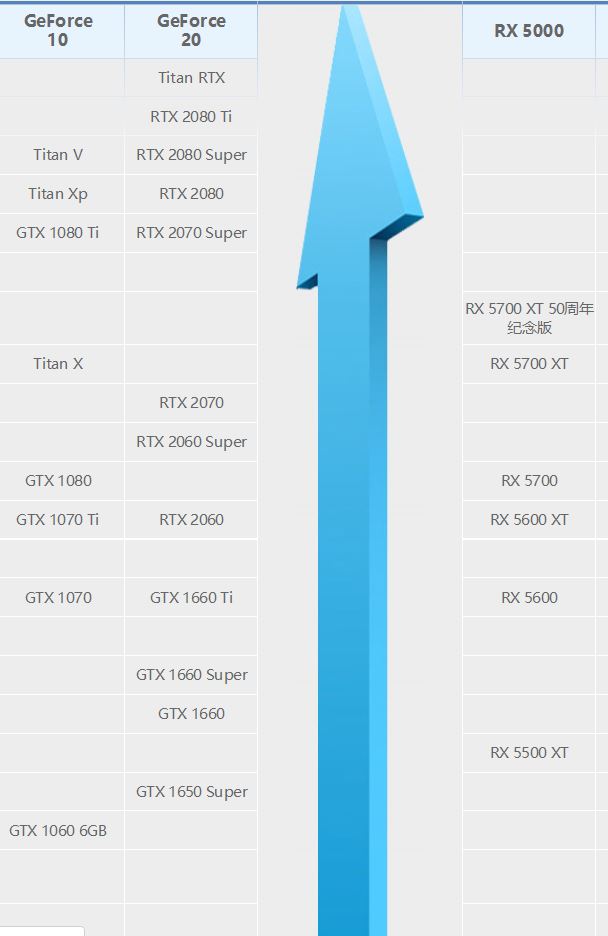 GeForce
10
GeForce
20
RX 5000
Titan RTX
RTX 2080 Ti
Titan V
RTX 2080 Super
Titan Xp
RTX 2080
GTX 1080 Ti
RTX 2070 Super
RX 5700 XT 50周年
纪念版
Titan X
RX 5700 XT
RTX 2070
RTX 2060 Super
GTX 1080
RX 5700
GTX 1070 Ti
RTX 2060
RX 5600 XT
GTX 1070
GTX 1660 Ti
RX 5600
GTX 1660 Super
GTX 1660
RX 5500 XT
GTX 1650 Super
GTX 1060 6GB